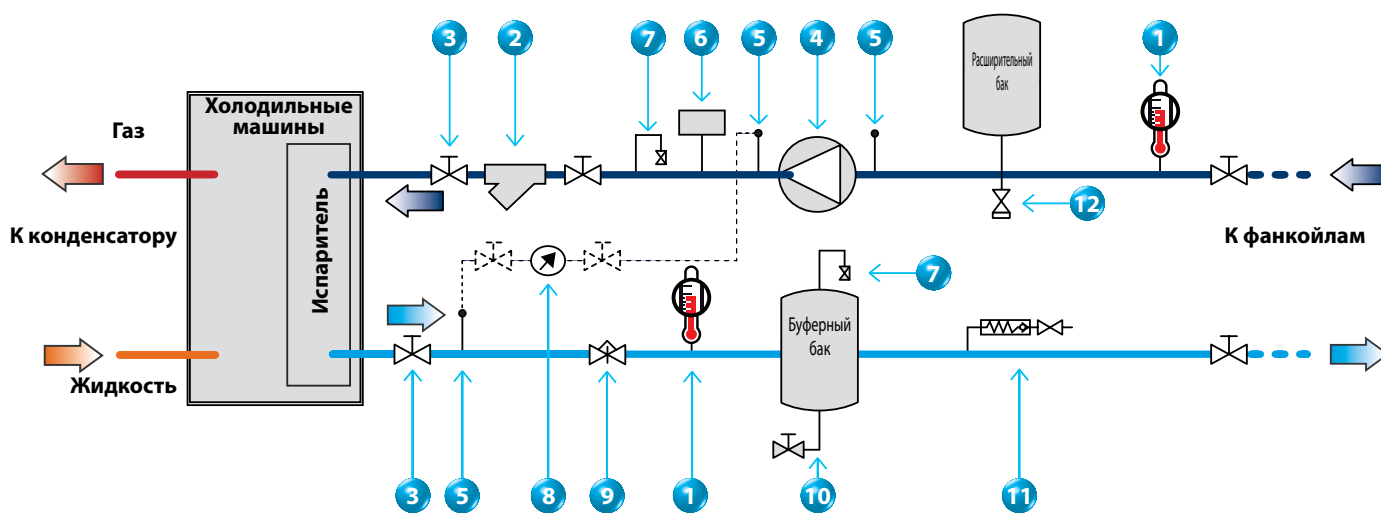 3 2 7 6 5 4 5 1
Расширительный
бак
Холодильные
машины
Газ
12
К конденсатору
К фанкойлам
Испаритель
7
Буферный
бак
Жидкость
3 5 8 9 1 10 11